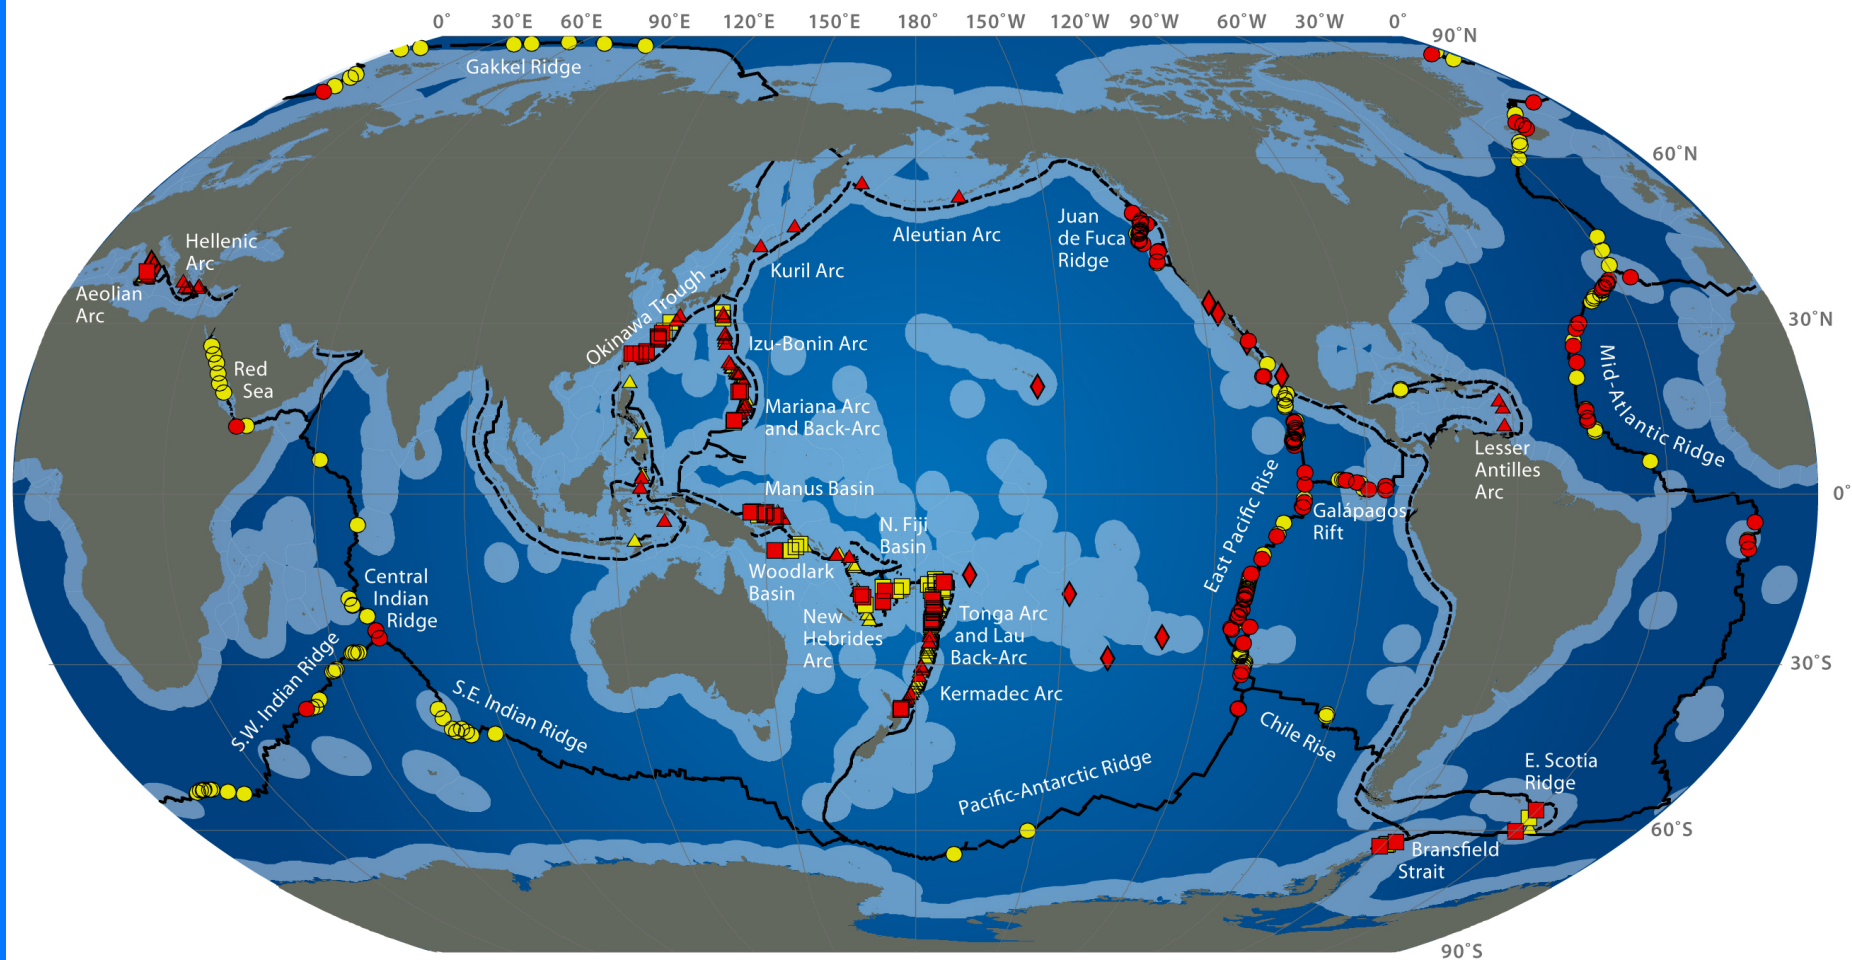 0°
30°E
60°E
90°E
120°E
150°E
180°
150°W
120°W
90°W
60°W
30°W
0°
90°N
Gakkel Ridge
60°N
Hellenic
Arc
Aeolian
Arc
Juan
de Fuca
Ridge
Aleutian Arc
Kuril Arc
Okinawa Trough
30°N
Izu-Bonin Arc
Red
Sea
Mid-Atlantic Ridge
Mariana Arc
and Back-Arc
Lesser
Antilles
Arc
Manus Basin
0°
East Pacific Rise
Galápagos
Rift
N. Fiji
Basin
Woodlark
Basin
Central
Indian
Ridge
New
Hebrides
Arc
Tonga Arc
and Lau
Back-Arc
30°S
S.W. Indian Ridge
S.E. Indian Ridge
Kermadec Arc
Chile Rise
Pacific-Antarctic Ridge
E. Scotia
Ridge
60°S
Bransfield
Strait
90°S